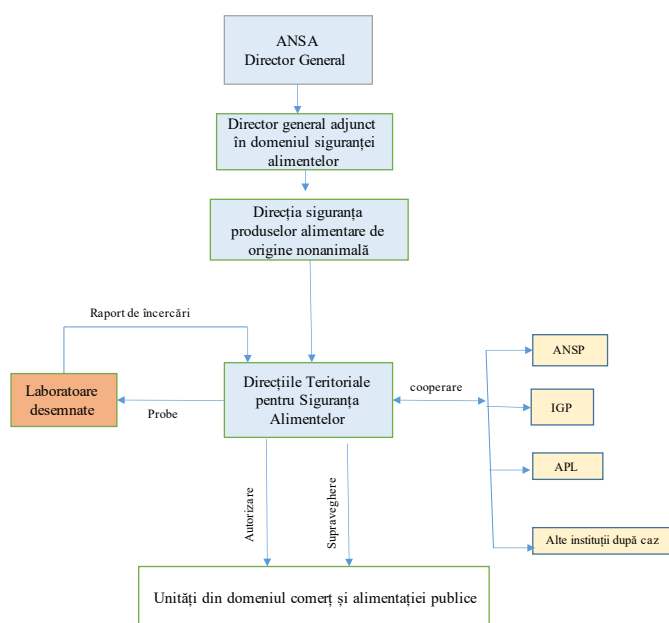 ANSA
Director General
Director general adjunct
în domeniul siguranței
alimentelor
Direcția siguranța
produselor alimentare de
origine nonanimală
Raport de încercări
Laboratoare
desemnate
Probe
Direcțiile Teritoriale
pentru Siguranța
Alimentelor
cooperare
ANSP
IGP
APL
Alte instituții după caz
Autorizare
Supraveghere
Unități din domeniul comerț și alimentației publice